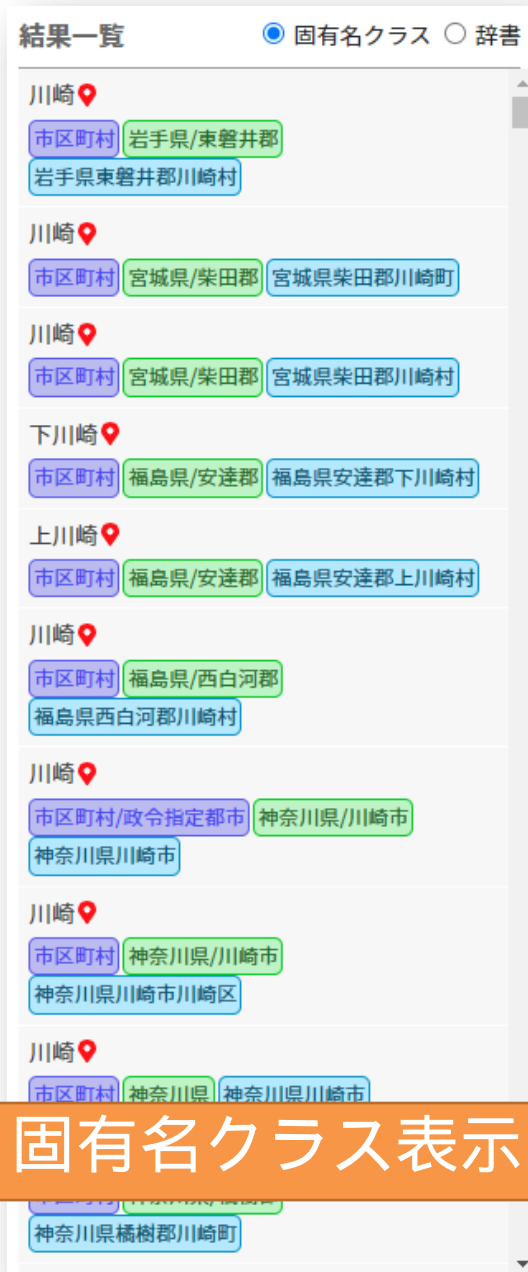 結果一覧 固有名クラス 辞書
川崎
市区町村 岩手県/東磐井郡
岩手県東磐井郡川崎村
川崎
市区町村 宮城県/柴田郡 宮城県柴田郡川崎町
川崎
市区町村 宮城県/柴田郡 宮城県柴田郡川崎村
下川崎
市区町村 福島県/安達郡 福島県安達郡下川崎村
上川崎
市区町村 福島県/安達郡 福島県安達郡上川崎村
川崎
市区町村 福島県/西白河郡
福島県西白河郡川崎村
川崎
市区町村/政令指定都市 神奈川県/川崎市
神奈川県川崎市
川崎
市区町村 神奈川県/川崎市
神奈川県川崎市川崎区
川崎
市区町村 神奈川県 神奈川県川崎市
固有名クラス表示
神奈川県橘樹郡川崎町